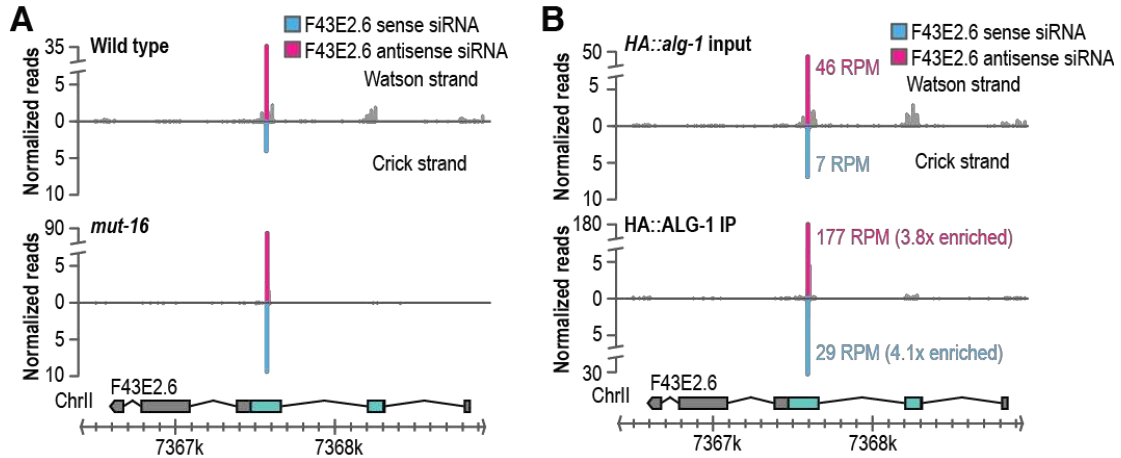 A
F43E2.6 sense siRNA
F43E2.6 antisense siRNA
Wild type
Watson strand
Crick strand
Normalized reads
35
5
0
5
10
mut-16
Normalized reads
90
5
0
5
10
ChrII
F43E2.6
7367k
7368k
B
F43E2.6 sense siRNA
F43E2.6 antisense siRNA
HA::alg-1 input
46 RPM
Watson strand
7 RPM
Crick strand
Normalized reads
50
5
0
5
10
HA::ALG-1 IP
177 RPM (3.8x enriched)
29 RPM (4.1x enriched)
Normalized reads
180
5
0
5
30
ChrII
F43E2.6
7367k
7368k